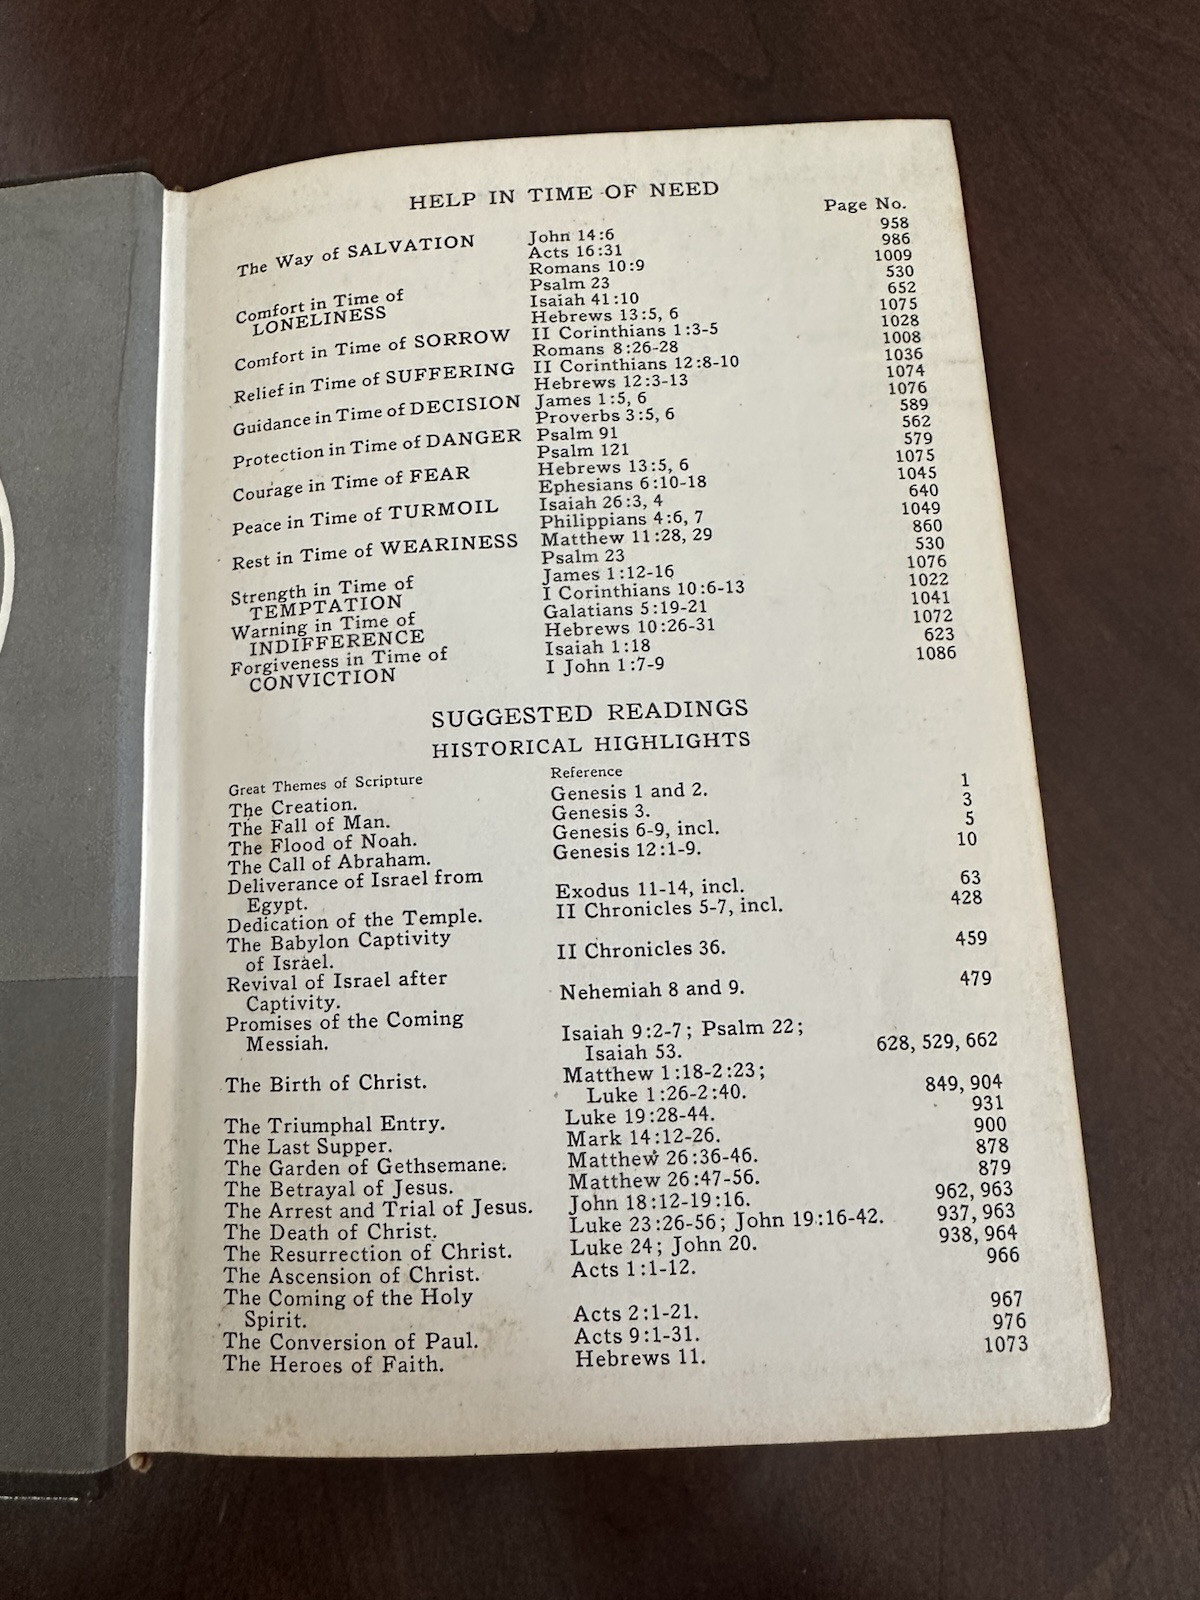 HELP IN TIME OF NEED
Page No.
The Way of SALVATION John 14:6 958
Acts 16:31 986
Romans 10:9 1009
Comfort in Time of Psalm 23 530
LONELINESS Isaiah 41:10 652
Hebrews 13:5, 6 1075
Comfort in Time of SORROW II Corinthians 1:3-5 1028
Romans 8:26-28 1008
Relief in Time of SUFFERING II Corinthians 12:8-10 1036
Hebrews 12:3-13 1074
Guidance in Time of DECISION James 1:5, 6 1076
Proverbs 3:5, 6 589
Protection in Time of DANGER Psalm 91 562
Psalm 121 579
Courage in Time of FEAR Hebrews 13:5, 6 1075
Ephesians 6:10-18 1045
Peace in Time of TURMOIL Isaiah 26:3, 4 640
Philippians 4:6, 7 1049
Rest in Time of WEARINESS Matthew 11:28, 29 860
Psalm 23 530
Strength in Time of James 1:12-16 1076
TEMPTATION I Corinthians 10:6-13 1022
Warning in Time of Galatians 5:19-21 1041
INDIFFERENCE Hebrews 10:26-31 1072
Forgiveness in Time of Isaiah 1:18 623
CONVICTION I John 1:7-9 1086
SUGGESTED READINGS
HISTORICAL HIGHLIGHTS
Great Themes of Scripture Reference
The Creation. Genesis 1 and 2. 1
The Fall of Man. Genesis 3. 3
The Flood of Noah. Genesis 6-9, incl. 5
The Call of Abraham. Genesis 12:1-9. 10
Deliverance of Israel from
Egypt. Exodus 11-14, incl. 63
Dedication of the Temple. II Chronicles 5-7, incl. 428
The Babylon Captivity
of Israel. II Chronicles 36. 459
Revival of Israel after
Captivity. Nehemiah 8 and 9. 479
Promises of the Coming Isaiah 9:2-7; Psalm 22;
Messiah. Isaiah 53. 628, 529, 662
Matthew 1:18-2:23;
The Birth of Christ. Luke 1:26-2:40. 849, 904
The Triumphal Entry. Luke 19:28-44. 931
The Last Supper. Mark 14:12-26. 900
The Garden of Gethsemane. Matthew 26:36-46. 878
The Betrayal of Jesus. Matthew 26:47-56. 879
The Arrest and Trial of Jesus. John 18:12-19:16. 962, 963
The Death of Christ. Luke 23:26-56; John 19:16-42. 937, 963
The Resurrection of Christ. Luke 24; John 20. 938, 964
The Ascension of Christ. Acts 1:1-12. 966
The Coming of the Holy
Spirit. Acts 2:1-21. 967
The Conversion of Paul. Acts 9:1-31. 976
The Heroes of Faith. Hebrews 11. 1073